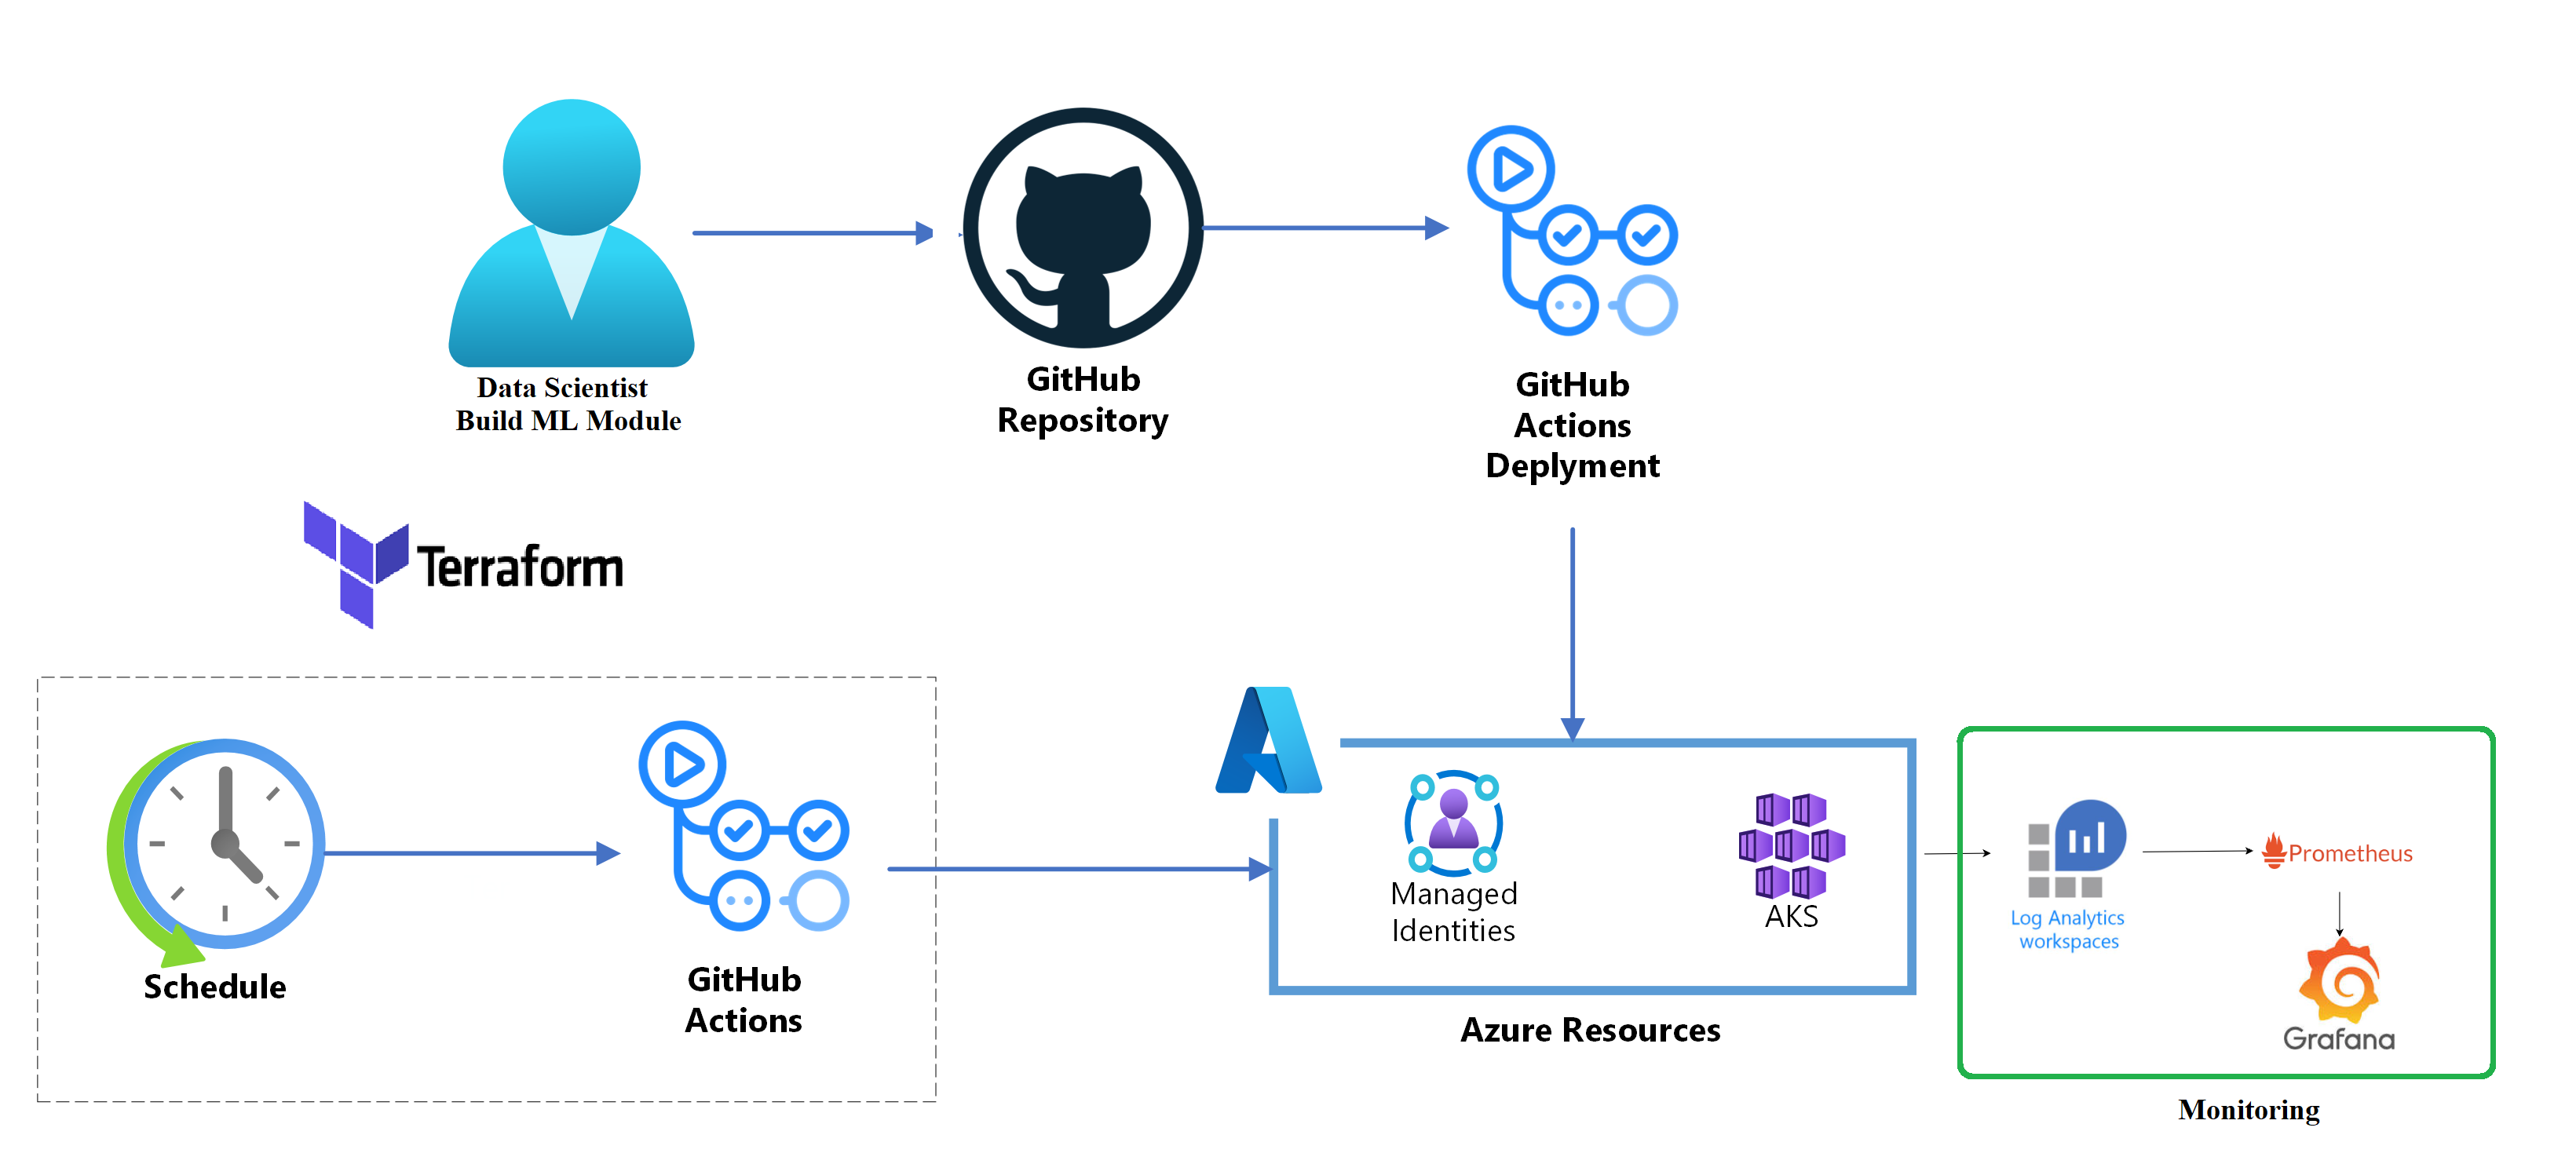 Data Scientist
Build ML Module
GitHub
Repository
GitHub
Actions
Deplyment
Terraform
Schedule
GitHub
Actions
Managed
Identities
AKS
Azure Resources
Log Analytics
workspaces
Prometheus
Grafana
Monitoring